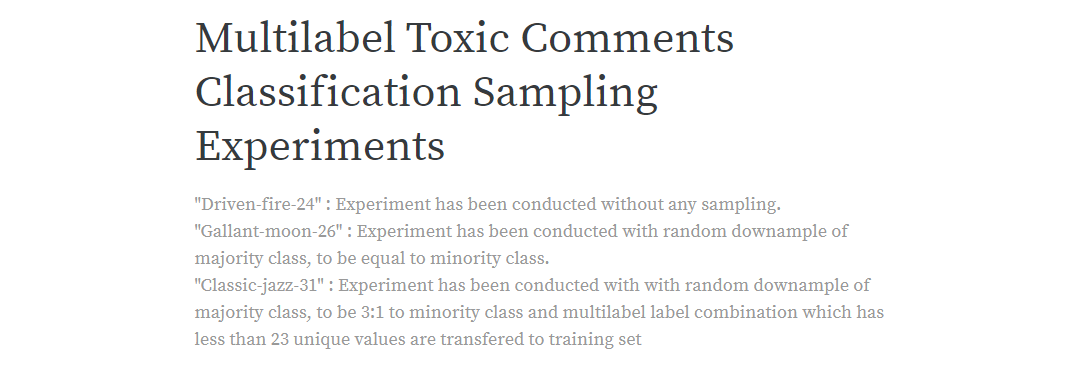 Multilabel Toxic Comments
Classification Sampling
Experiments
"Driven-fire-24" : Experiment has been conducted without any sampling.
"Gallant-moon-26" : Experiment has been conducted with random downample of
majority class, to be equal to minority class.
"Classic-jazz-31" : Experiment has been conducted with with random downample of
majority class, to be 3:1 to minority class and multilabel label combination which has
less than 23 unique values are transfered to training set